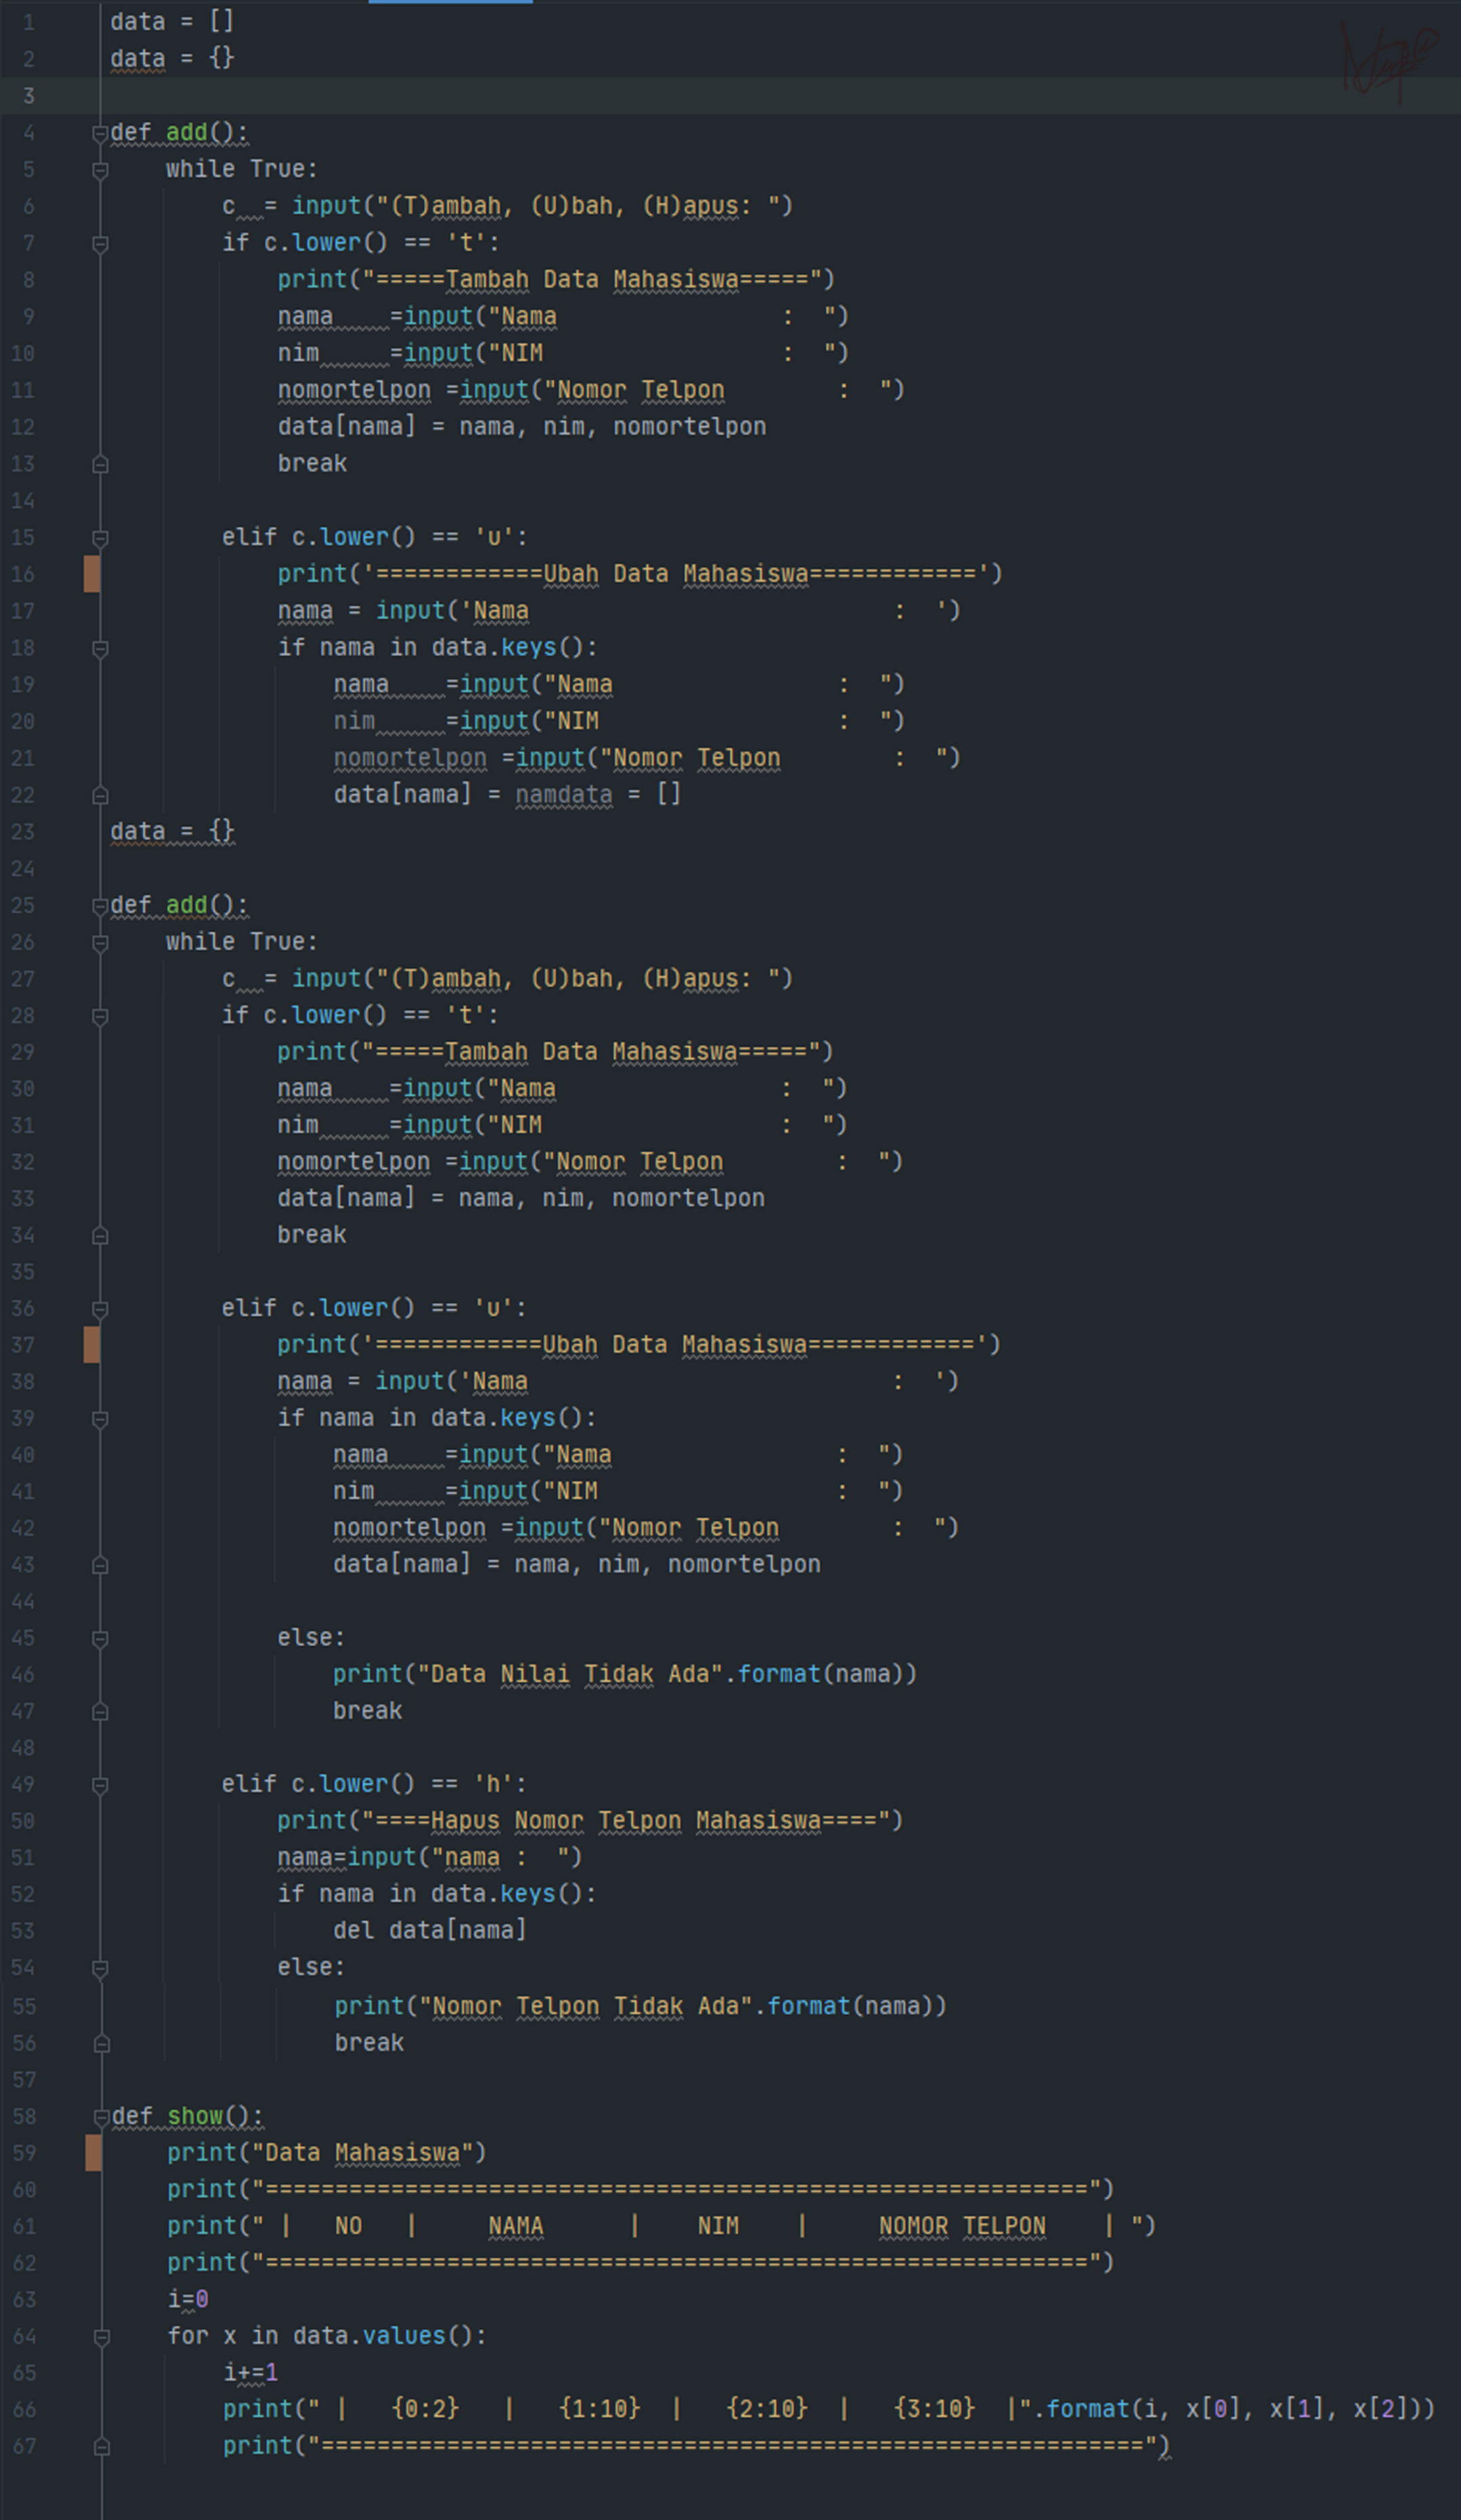 1 data = []
2 data = {}
3
4 def add():
5 while True:
6 c  = input("(T)ambah, (U)bah, (H)apus: ")
7 if c.lower() == 't':
8 print("=====Tambah Data Mahasiswa=====")
9 nama    =input("Nama                :  ")
10 nim     =input("NIM                 :  ")
11 nomortelpon =input("Nomor Telpon        :  ")
12 data[nama] = nama, nim, nomortelpon
13 break
14
15 elif c.lower() == 'u':
16 print('============Ubah Data Mahasiswa============')
17 nama = input('Nama                          :  ')
18 if nama in data.keys():
19 nama    =input("Nama                :  ")
20 nim     =input("NIM                 :  ")
21 nomortelpon =input("Nomor Telpon        :  ")
22 data[nama] = namdata = []
23 data = {}
24
25 def add():
26 while True:
27 c  = input("(T)ambah, (U)bah, (H)apus: ")
28 if c.lower() == 't':
29 print("=====Tambah Data Mahasiswa=====")
30 nama    =input("Nama                :  ")
31 nim     =input("NIM                 :  ")
32 nomortelpon =input("Nomor Telpon        :  ")
33 data[nama] = nama, nim, nomortelpon
34 break
35
36 elif c.lower() == 'u':
37 print('============Ubah Data Mahasiswa============')
38 nama = input('Nama                          :  ')
39 if nama in data.keys():
40 nama    =input("Nama                :  ")
41 nim     =input("NIM                 :  ")
42 nomortelpon =input("Nomor Telpon        :  ")
43 data[nama] = nama, nim, nomortelpon
44
45 else:
46 print("Data Nilai Tidak Ada".format(nama))
47 break
48
49 elif c.lower() == 'h':
50 print("====Hapus Nomor Telpon Mahasiswa====")
51 nama=input("nama :  ")
52 if nama in data.keys():
53 del data[nama]
54 else:
55 print("Nomor Telpon Tidak Ada".format(nama))
56 break
57
58 def show():
59 print("Data Mahasiswa")
60 print("===========================================================")
61 print(" |   NO   |     NAMA      |    NIM    |     NOMOR TELPON    | ")
62 print("===========================================================")
63 i=0
64 for x in data.values():
65 i+=1
66 print(" |   {0:2}   |   {1:10}  |   {2:10}  |   {3:10}  |".format(i, x[0], x[1], x[2]))
67 print("===========================================================")